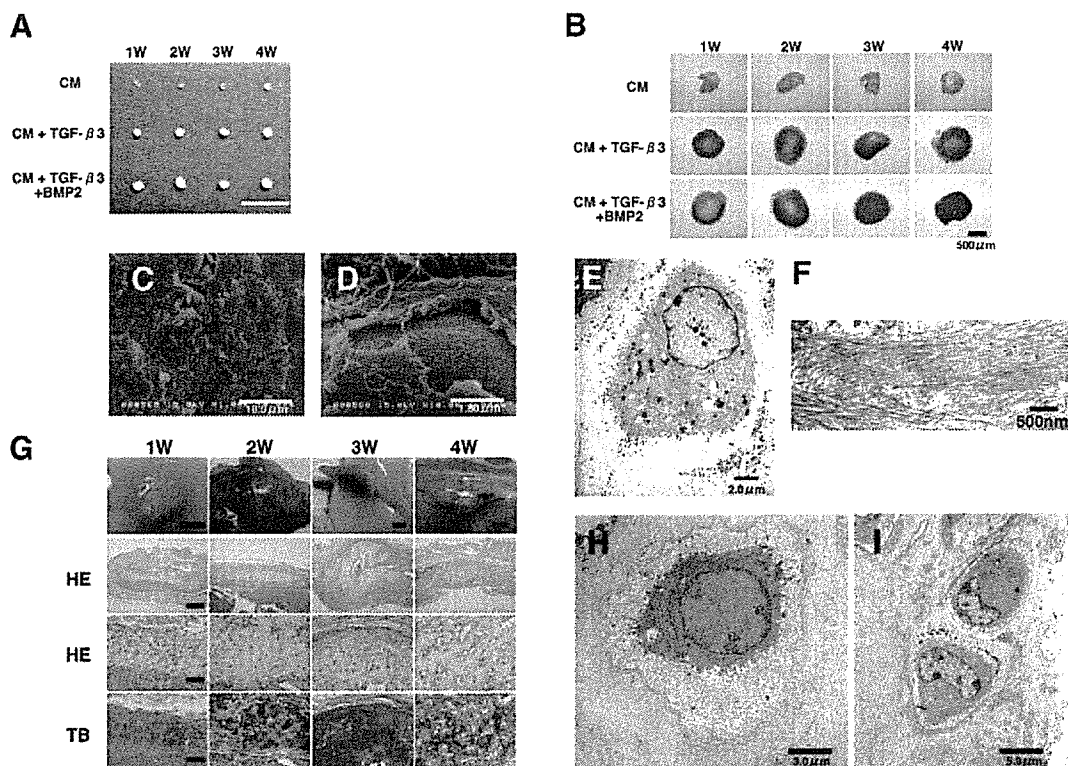 A
1W 2W 3W 4W
CM
CM + TGF-β3
CM + TGF-β3
+BMP2
B
1W 2W 3W 4W
CM
CM + TGF-β3
CM + TGF-β3
+BMP2
500μm
C
D
E
2.0μm
F
500nm
G
1W 2W 3W 4W
HE
HE
TB
H
3.0μm
I
5.0μm